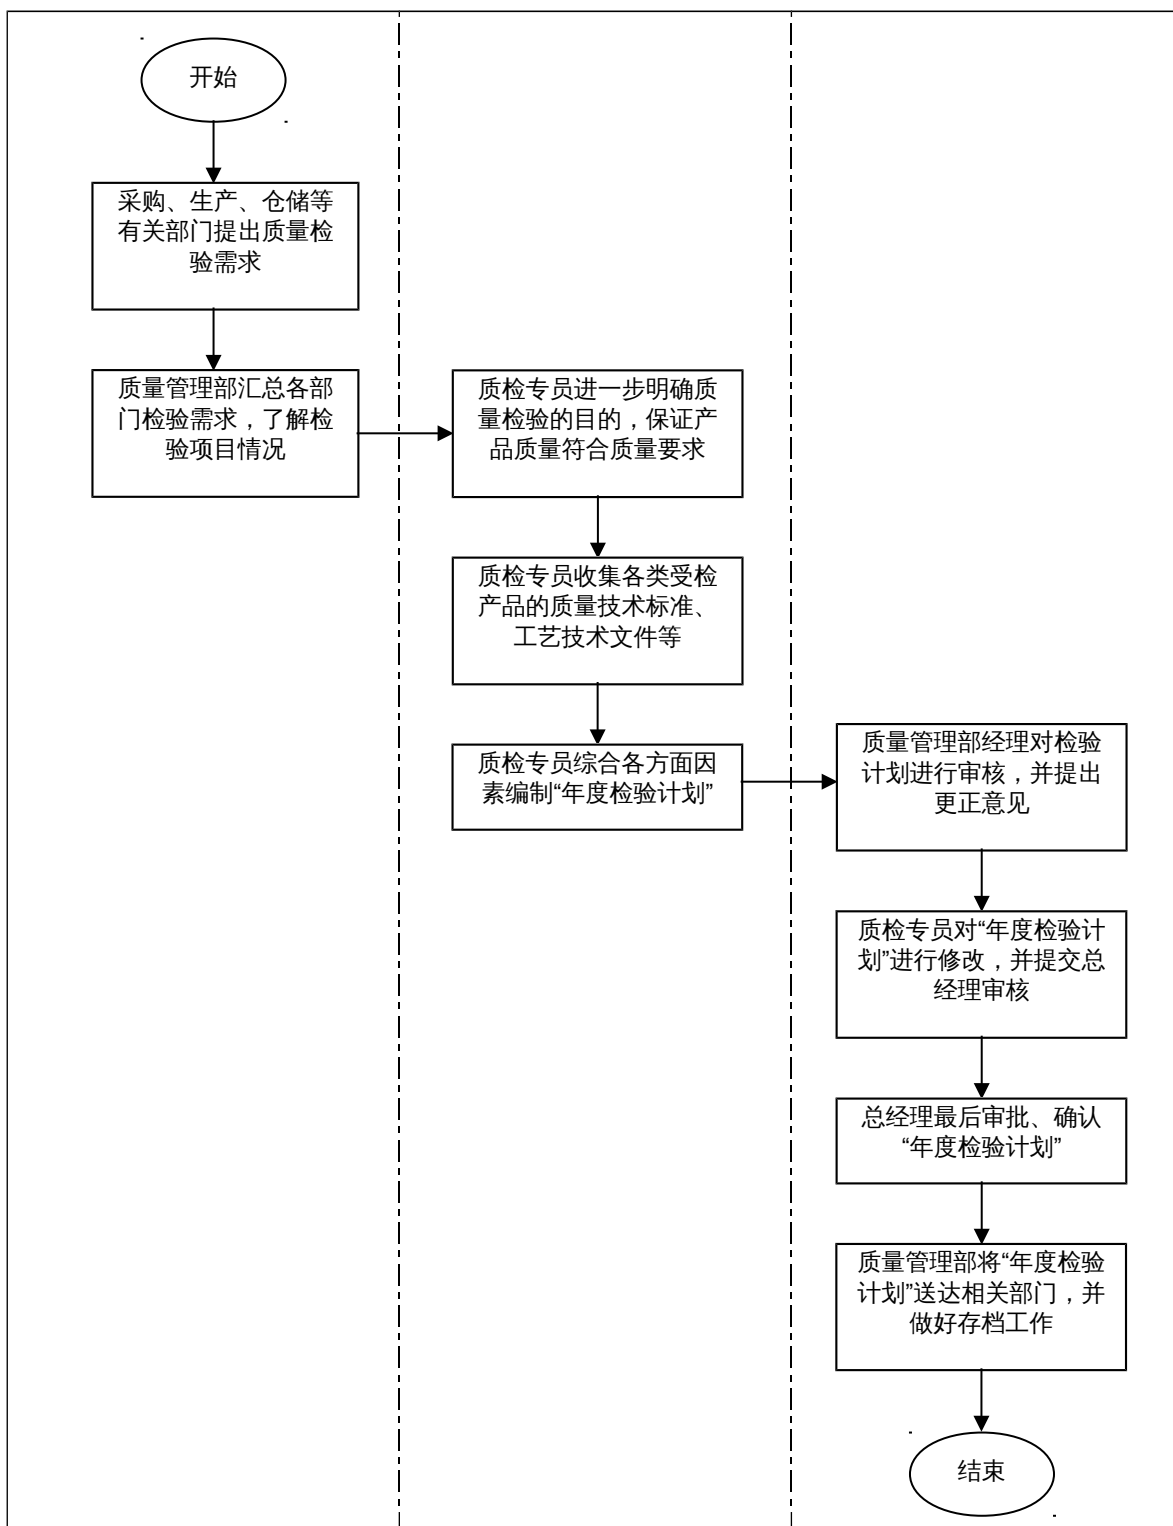 开始
采购、生产、仓储等
有关部门提出质量检
验需求
质量管理部汇总各部
门检验需求，了解检
验项目情况
质检专员进一步明确质
量检验的目的，保证产
品质量符合质量要求
质检专员收集各类受检
产品的质量技术标准、
工艺技术文件等
质检专员综合各方面因
素编制“年度检验计划”
质量管理部经理对检验
计划进行审核，并提出
更正意见
质检专员对“年度检验计
划”进行修改，并提交总
经理审核
总经理最后审批、确认
“年度检验计划”
质量管理部将“年度检验
计划”送达相关部门，并
做好存档工作
结束